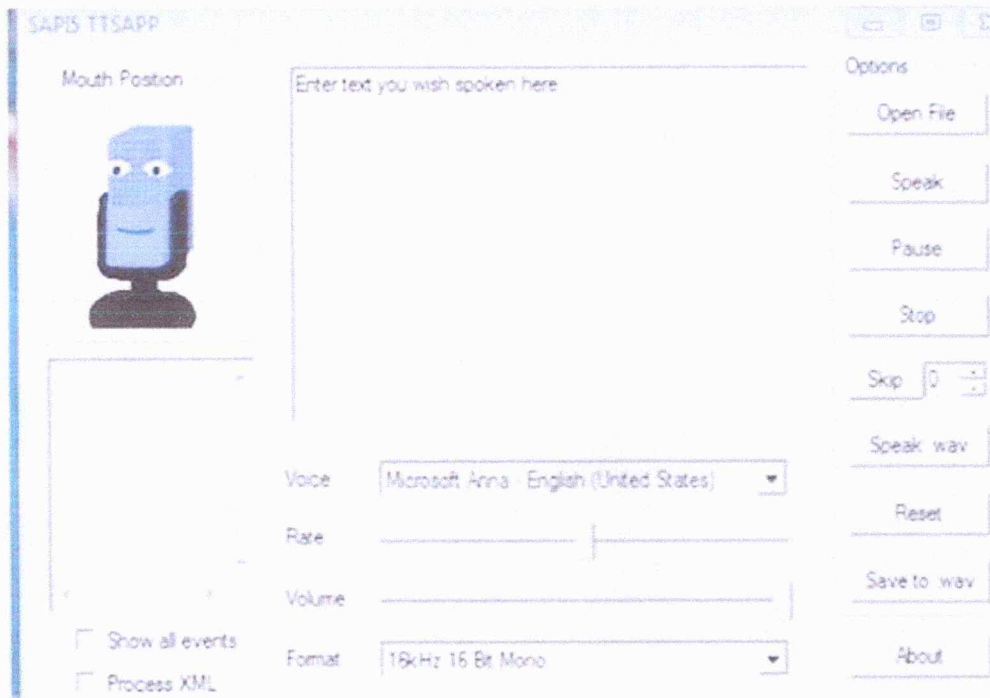 SAPI5 TTSAPP
Mouth Position
Enter text you wish spoken here
Options
Open File
Speak
Pause
Stop
Skip 0
Speak wav
Voice Microsoft Anna - English (United States)
Reset
Rate
Save to wav
Volume
Show all events
Format 16kHz 16 Bit Mono
About
Process XML